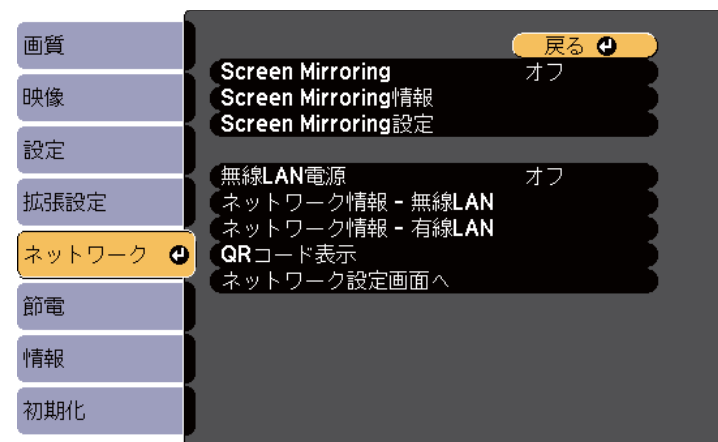 画質
映像
設定
拡張設定
ネットワーク
節電
情報
初期化
戻る
Screen Mirroring オフ
Screen Mirroring情報
Screen Mirroring設定
無線LAN電源 オフ
ネットワーク情報 - 無線LAN
ネットワーク情報 - 有線LAN
QRコード表示
ネットワーク設定画面へ